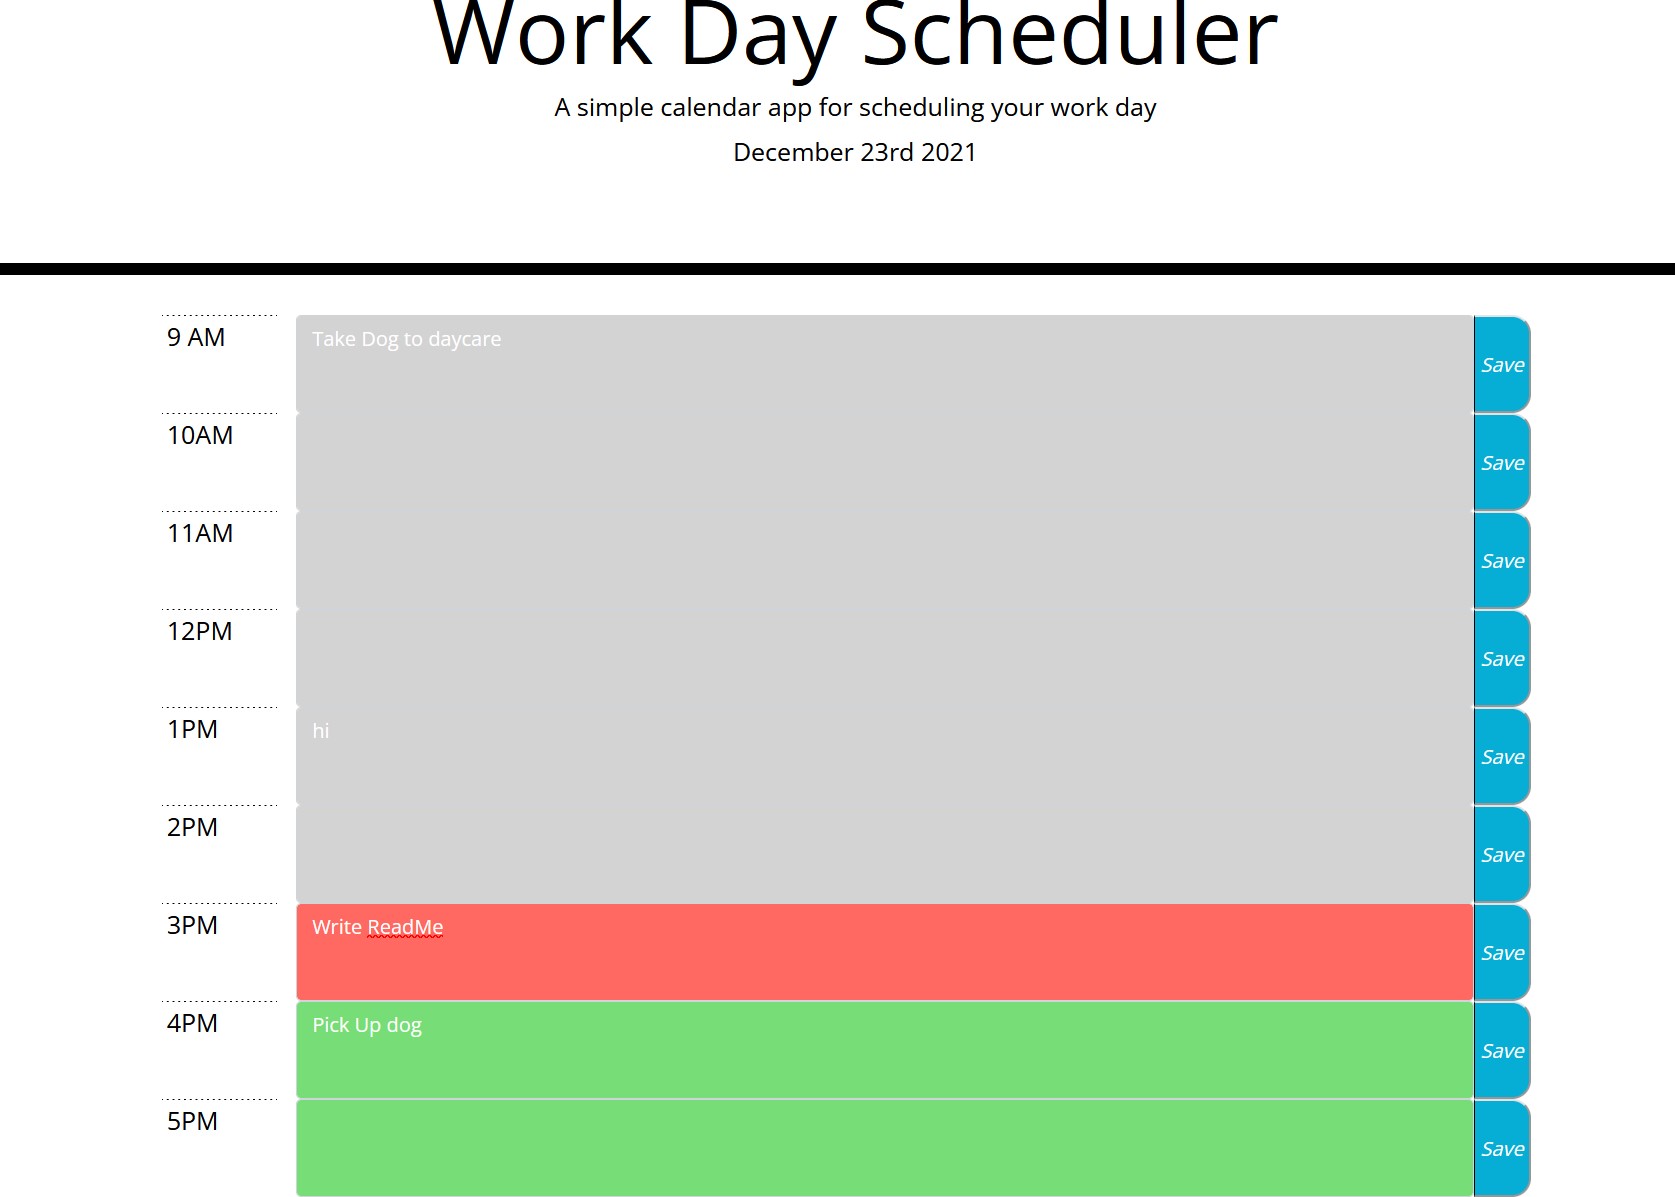 Work Day Scheduler
A simple calendar app for scheduling your work day
December 23rd 2021
9 AM Take Dog to daycare Save
10AM Save
11AM Save
12PM Save
1PM hi Save
2PM Save
3PM Write ReadMe Save
4PM Pick Up dog Save
5PM Save